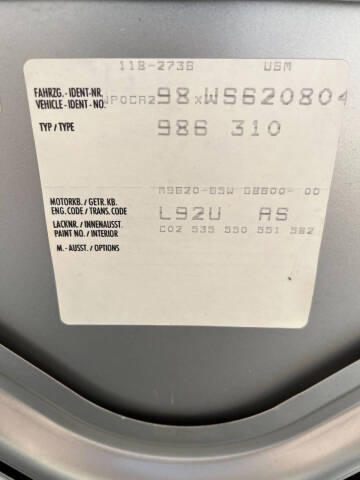 118-2738 USM
FAHRZG.-IDENT-NR.
VEHICLE-IDENT-NO. WP0CA298XWS620804
TYP/TYPE 986 310
M9620-65W G8600-00
MOTORKB./GETR.KB.
ENG.CODE/TRANS.CODE L92U A5
LACKNR./INNENAUSST.
PAINT NO./INTERIOR C02 535 550 551 582
M.-AUSST./OPTIONS